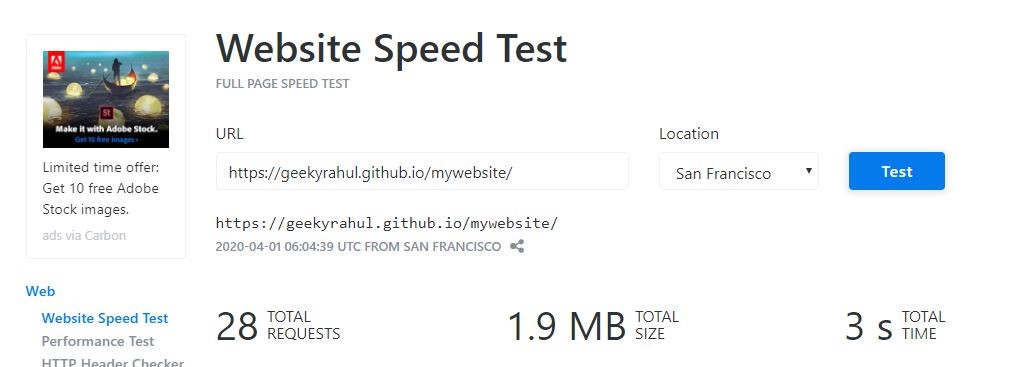 Website Speed Test
FULL PAGE SPEED TEST
Adobe
St
Make it with Adobe Stock.
Get 10 free images ›
Limited time offer:
Get 10 free Adobe
Stock images.
ads via Carbon
URL
Location
https://geekyrahul.github.io/mywebsite/
San Francisco
Test
https://geekyrahul.github.io/mywebsite/
2020-04-01 06:04:39 UTC FROM SAN FRANCISCO
Web
Website Speed Test
Performance Test
HTTP Header Checker
28 TOTAL
REQUESTS
1.9 MB TOTAL
SIZE
3 s TOTAL
TIME